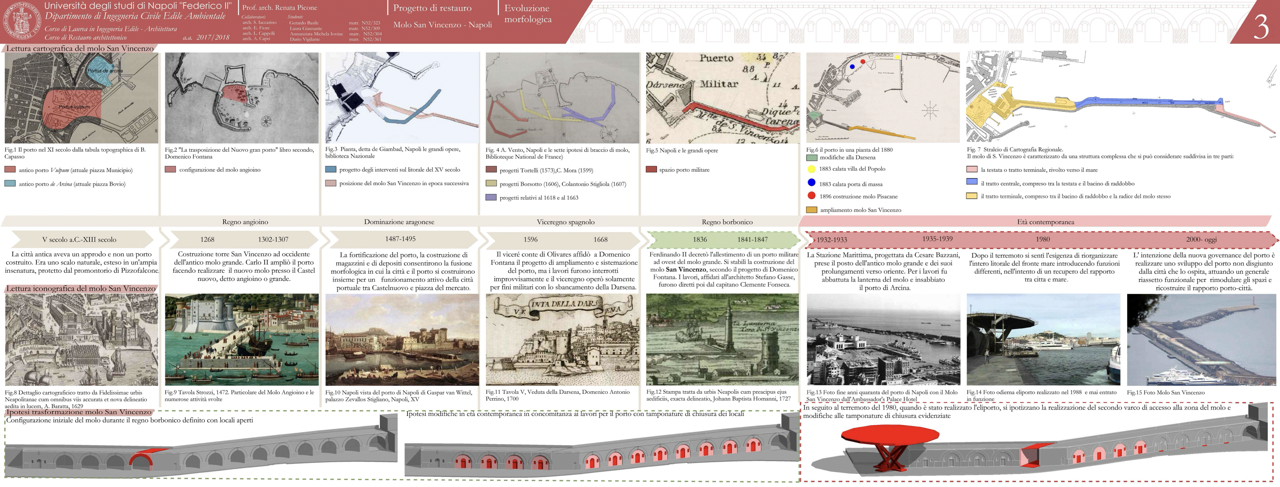 Università degli studi di Napoli "Federico II"
Dipartimento di Ingegneria Civile Edile Ambientale
Corso di Laurea in Ingegneria Edile - Architettura
Corso di Restauro architettonico
a.a. 2017/2018
Prof. arch. Renata Picone
Collaboratori
Studenti
Progetto di restauro
Molo San Vincenzo - Napoli
Evoluzione
morfologica
3
Lettura cartografica del molo San Vincenzo
Fig.1 Il porto nel XI secolo dalla tabula topographica di B.
Capasso
antico porto Vulpum (attuale piazza Municipio)
antico porto de Arcina (attuale piazza Bovio)
Fig.2 "La trasposizione del Nuovo gran porto" libro secondo,
Domenico Fontana
configurazione del molo angioino
Fig.3 Pianta, detta de Giambad, Napoli le grandi opere,
biblioteca Nazionale
progetto degli interventi sul litorale del XV secolo
posizione del molo San Vincenzo in epoca successiva
Fig. 4 A. Vento, Napoli e le sette ipotesi di braccio di molo,
Biblioteque National de France)
progetti Tortelli (1573),C. Mora (1599)
progetti Borsotto (1606), Colantonio Stigliola (1607)
progetti relativi al 1618 e al 1663
Puerto
Militar
Dársena
Fig.5 Napoli e le grandi opere
spazio porto militare
Fig.6 il porto in una pianta del 1880
modifiche alla Darsena
1883 calata villa del Popolo
1883 calata porta di massa
1896 costruzione molo Pisacane
ampliamento molo San Vincenzo
Fig. 7 Stralcio di Cartografia Regionale.
Il molo di S. Vincenzo è caratterizzato da una struttura complessa che si può considerare suddivisa in tre parti:
la testata o tratto terminale, rivolto verso il mare
il tratto centrale, compreso tra la testata e il bacino di raddobbo
il tratto terminale, compreso tra il bacino di raddobbo e la radice del molo stesso
Regno angioino
Dominazione aragonese
Viceregno spagnolo
Regno borbonico
Età contemporanea
V secolo a.C.-XIII secolo
1268
1302-1307
1487-1495
1596
1668
1836
1841-1847
1932-1933
1935-1939
1980
2000- oggi
La città antica aveva un approdo e non un porto
costruito. Era uno scalo naturale, esteso in un'ampia
insenatura, protetto dal promontorio di Pizzofalcone.
Costruzione torre San Vincenzo ad occidente
dell'antico molo grande. Carlo II ampliò il porto
facendo realizzare il nuovo molo presso il Castel
nuovo, detto angioino o grande.
La fortificazione del porto, la costruzione di
magazzini e di depositi consentirono la fusione
morfologica in cui la città e il porto si costruirono
insieme per un funzionamento attivo della città
portuale tra Castelnuovo e piazza del mercato.
Il viceré conte di Olivares affidò a Domenico
Fontana il progetto di ampliamento e sistemazione
del porto, ma i lavori furono interrotti
improvvisamente e il viceregno operò solamente
per fini militari con lo sbancamento della Darsena.
Ferdinando II decretò l'allestimento di un porto militare
ad ovest del molo grande. Si stabilì la costruzione del
molo San Vincenzo, secondo il progetto di Domenico
Fontana. I lavori, affidati all'architetto Stefano Gasse,
furono diretti poi dal capitano Clemente Fonseca.
La Stazione Marittima, progettata da Cesare Bazzani,
prese il posto dell'antico molo grande e dei suoi
prolungamenti verso oriente. Per i lavori fu
abbattuta la lanterna del molo e insabbiato
il porto di Arcina.
Dopo il terremoto si sentì l'esigenza di riorganizzare
l'intero litorale del fronte mare introducendo funzioni
differenti, nell'intento di un recupero del rapporto
tra città e mare.
L' intenzione della nuova governance del porto è
realizzare uno sviluppo del porto non disgiunto
dalla città che lo ospita, attuando un generale
riassetto funzionale per rimodulare gli spazi e
ricostruire il rapporto porto-città.
Lettura iconografica del molo San Vincenzo
Fig.8 Dettaglio cartografico tratto da Fidelissimae urbis
Neapolitanae cum omnibus viis accurata et nova delineatio
aedita in lucem, A. Baratta, 1629
Fig.9 Tavola Strozzi, 1472. Particolare del Molo Angioino e le
numerose attività svolte
Fig.10 Napoli vista del porto di Napoli di Gaspar van Wittel,
palazzo Zevallos Stigliano, Napoli, XV
Fig.11 Tavola V, Veduta della Darsena, Domenico Antonio
Petrino, 1700
Fig.12 Stampa tratta da urbis Neapolis cum precipius eius
aedificis, exacta delineatio, Johann Baptista Homanni, 1727
Fig.13 Foto fine anni quaranta del porto di Napoli con il Molo
San Vincenzo dall'Ambassador's Palace Hotel
Fig.14 Foto odierna eliporto realizzato nel 1988 e mai entrato
in funzione
Fig.15 Foto Molo San Vincenzo
Ipotesi trasformazione molo San Vincenzo
Configurazione iniziale del molo durante il regno borbonico definito con locali aperti
Ipotesi modifiche in età contemporanea in concomitanza ai lavori per il porto con tamponature di chiusura dei locali
In seguito al terremoto del 1980, quando è stato realizzato l'eliporto, si ipotizzano la realizzazione del secondo varco di accesso alla zona del molo e
modifiche alle tamponature di chiusura evidenziate